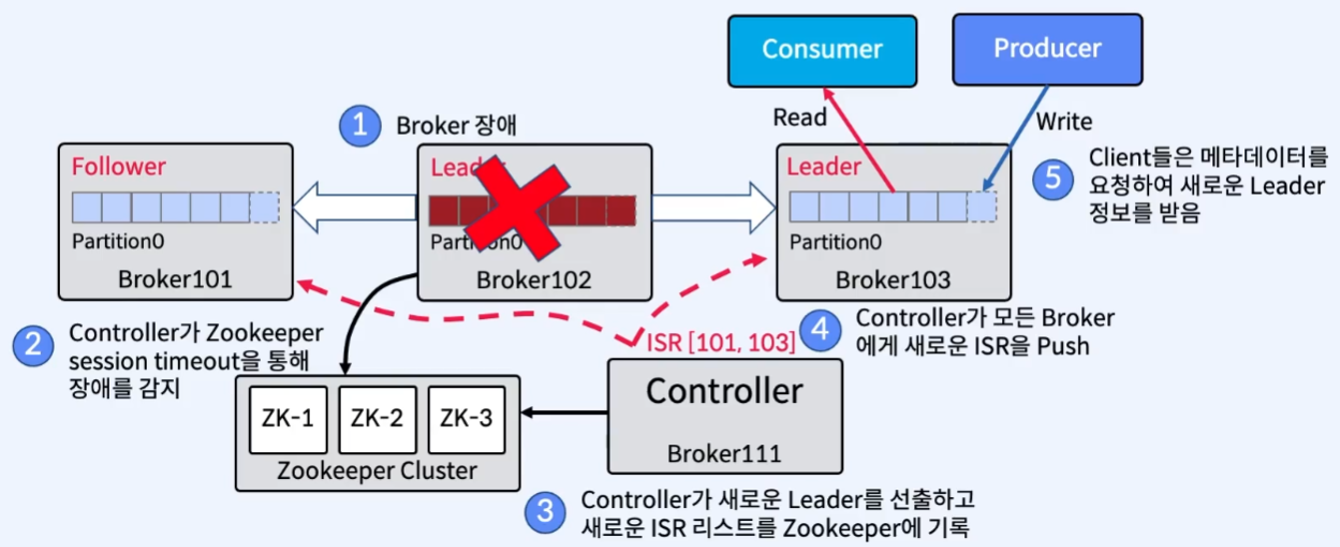 Consumer
Producer
Read
Write
1
Broker 장애
Follower
Partition0
Broker101
Leader
Partition0
Broker102
Leader
Partition0
Broker103
5
Client들은 메타데이터를
요청하여 새로운 Leader
정보를 받음
2
Controller가 Zookeeper
session timeout을 통해
장애를 감지
ISR [101, 103]
4
Controller가 모든 Broker
에게 새로운 ISR을 Push
ZK-1
ZK-2
ZK-3
Zookeeper Cluster
Controller
Broker111
3
Controller가 새로운 Leader를 선출하고
새로운 ISR 리스트를 Zookeeper에 기록